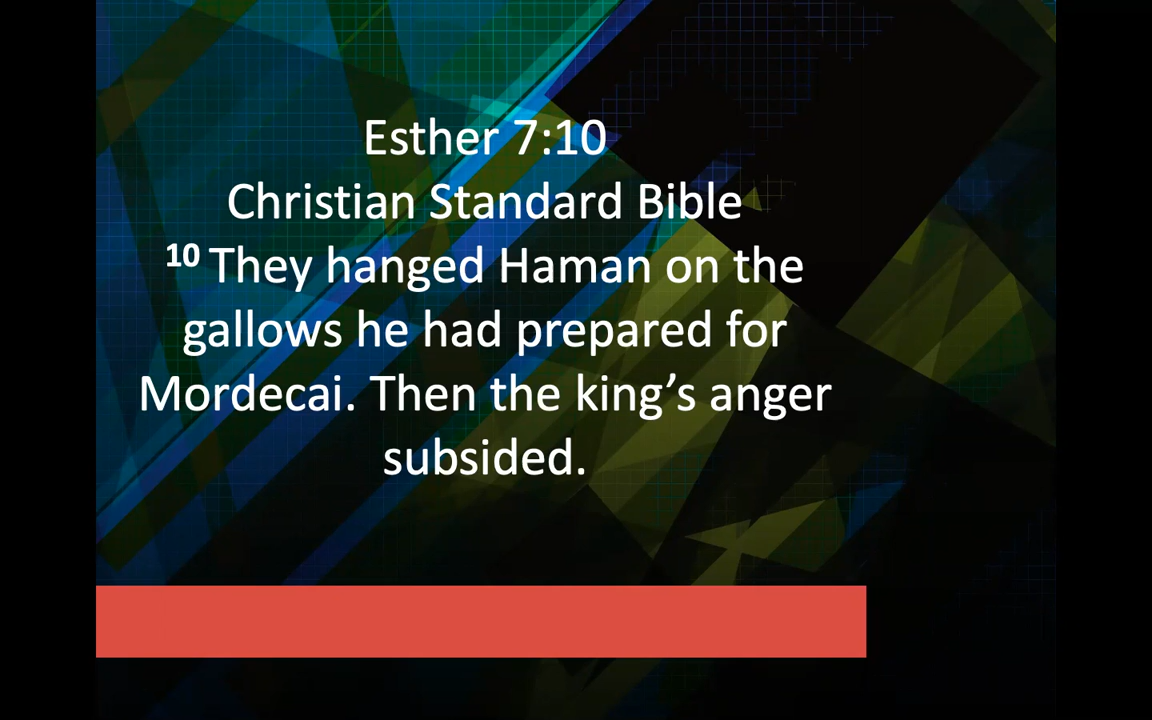 Esther 7:10
Christian Standard Bible
10 They hanged Haman on the
gallows he had prepared for
Mordecai. Then the king’s anger
subsided.